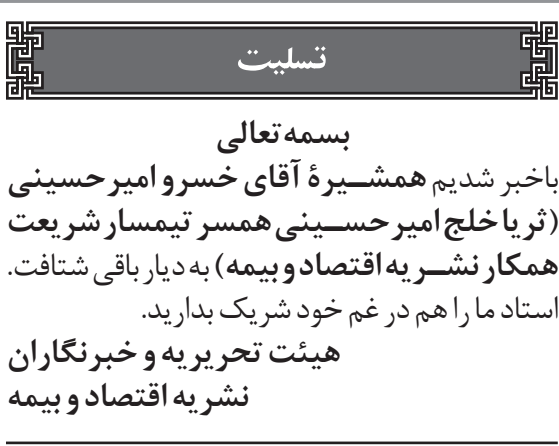 تسلیت
بسمه تعالی
باخبر شدیم همشیرهٔ آقای خسرو امیرحسینی
(ثریا خلج امیرحسینی همسر تیمسار شریعت
همکار نشریه اقتصاد و بیمه) به دیار باقی شتافت.
استاد ما را هم در غم خود شریک بدارید.
هیئت تحریریه و خبرنگاران
نشریه اقتصاد و بیمه